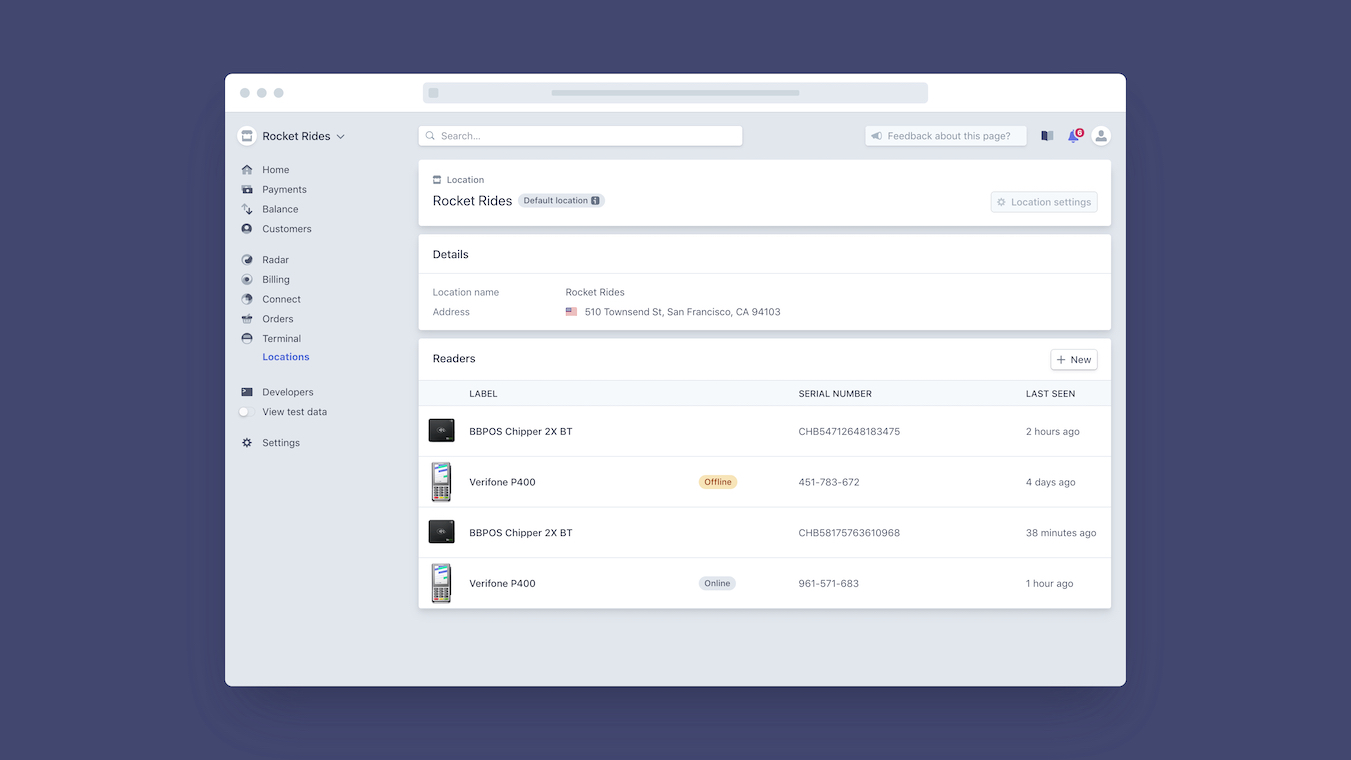 Rocket Rides
Search...
Feedback about this page?
6
Home
Payments
Balance
Customers
Radar
Billing
Connect
Orders
Terminal
Locations
Developers
View test data
Settings
Location
Rocket Rides Default location i
Location settings
Details
Location name Rocket Rides
Address 510 Townsend St, San Francisco, CA 94103
Readers
+ New
LABEL SERIAL NUMBER LAST SEEN
BBPOS Chipper 2X BT CHB54712648183475 2 hours ago
Verifone P400 Offline 451-783-672 4 days ago
BBPOS Chipper 2X BT CHB58175763610968 38 minutes ago
Verifone P400 Online 961-571-683 1 hour ago